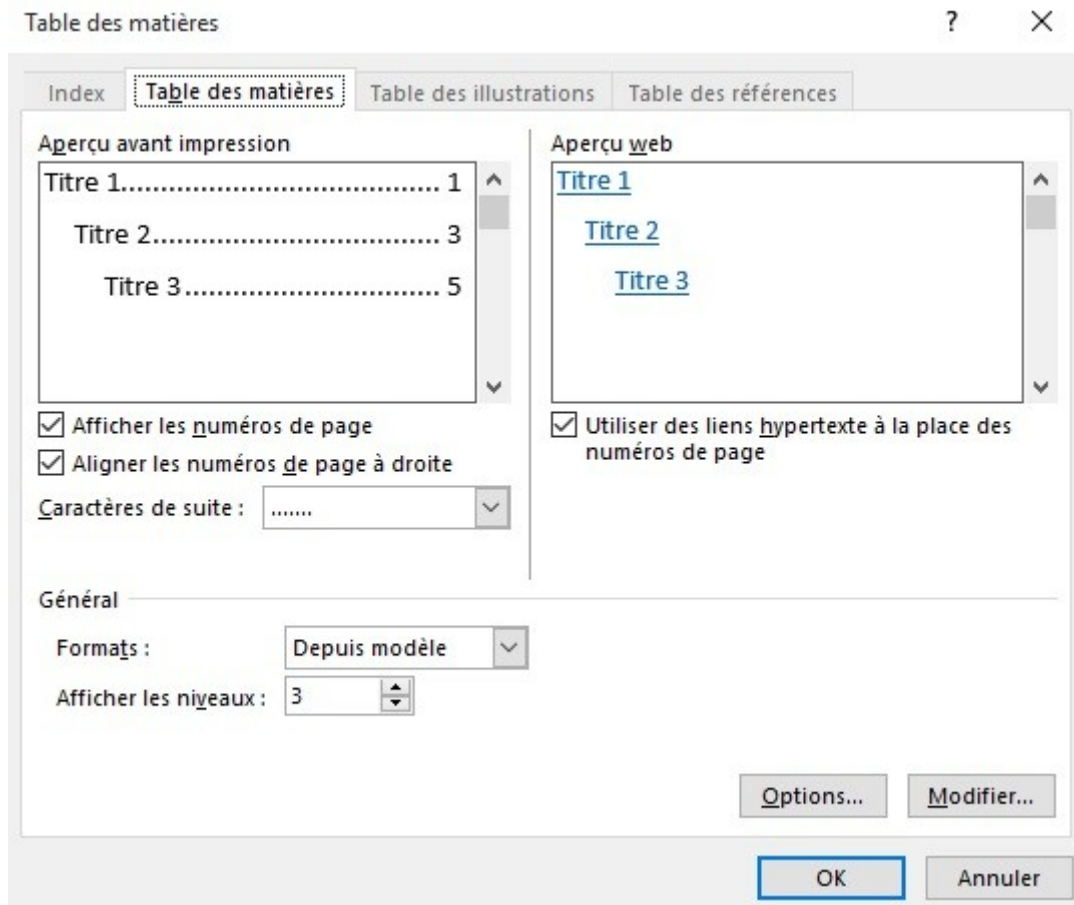 Table des matières ? ×
Index Table des matières Table des illustrations Table des références
Aperçu avant impression
Titre 1........................................ 1
Titre 2................................. 3
Titre 3........................... 5
Afficher les numéros de page
Aligner les numéros de page à droite
Caractères de suite : .......
Aperçu web
Titre 1
Titre 2
Titre 3
Utiliser des liens hypertexte à la place des
numéros de page
Général
Formats : Depuis modèle
Afficher les niveaux : 3
Options... Modifier...
OK Annuler